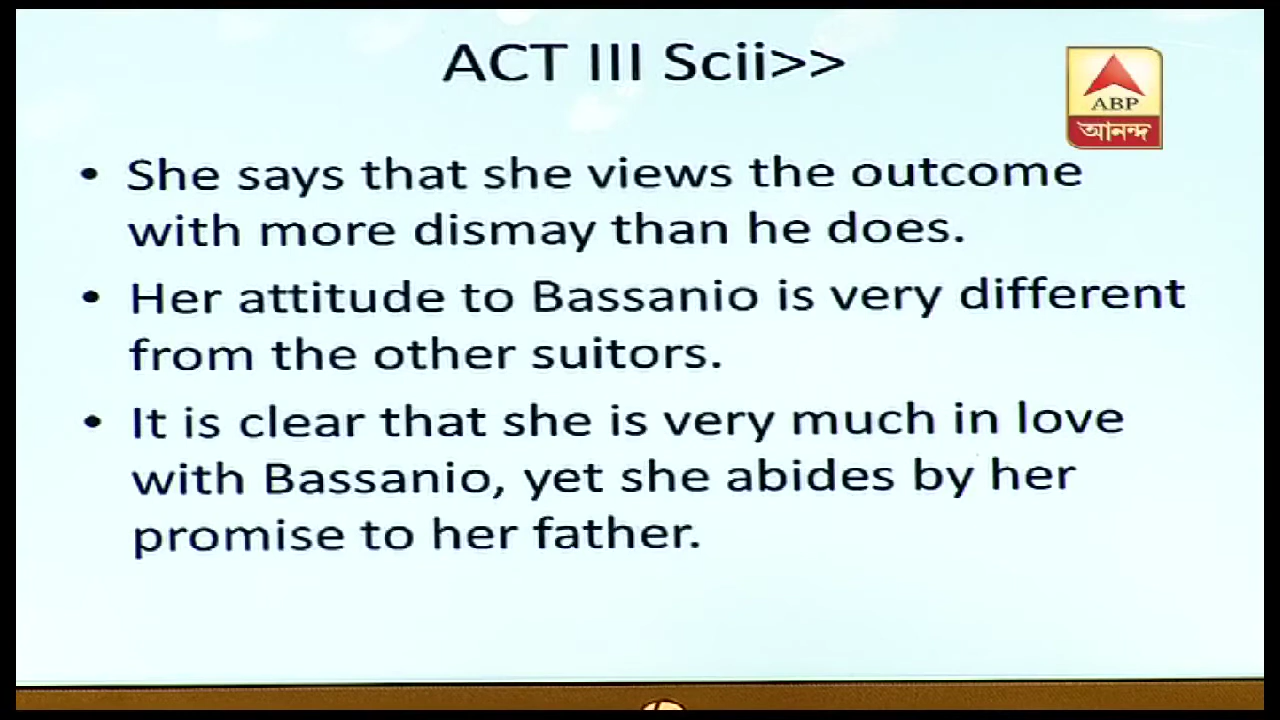 ACT III Scii>>
ABP
আনন্দ
• She says that she views the outcome
with more dismay than he does.
• Her attitude to Bassanio is very different
from the other suitors.
• It is clear that she is very much in love
with Bassanio, yet she abides by her
promise to her father.